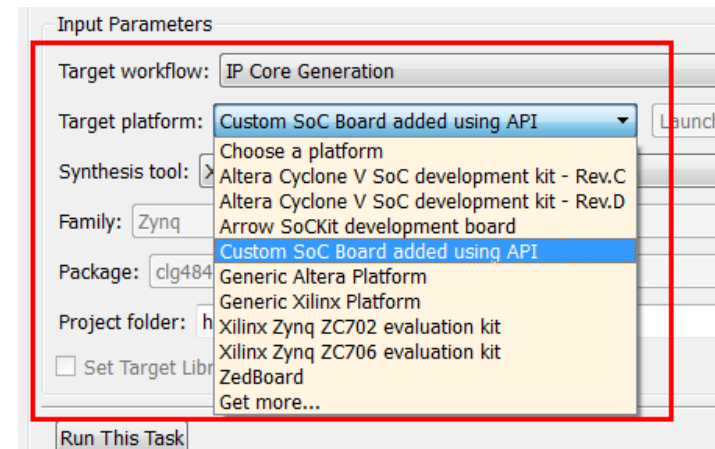 Input Parameters
Target workflow: IP Core Generation
Target platform: Custom SoC Board added using API
Choose a platform
Synthesis tool:
Altera Cyclone V SoC development kit - Rev.C
Altera Cyclone V SoC development kit - Rev.D
Family: Zynq
Arrow SoCKit development board
Custom SoC Board added using API
Package: clg484
Generic Altera Platform
Generic Xilinx Platform
Project folder:
Xilinx Zynq ZC702 evaluation kit
Xilinx Zynq ZC706 evaluation kit
Set Target
ZedBoard
Get more...
Run This Task